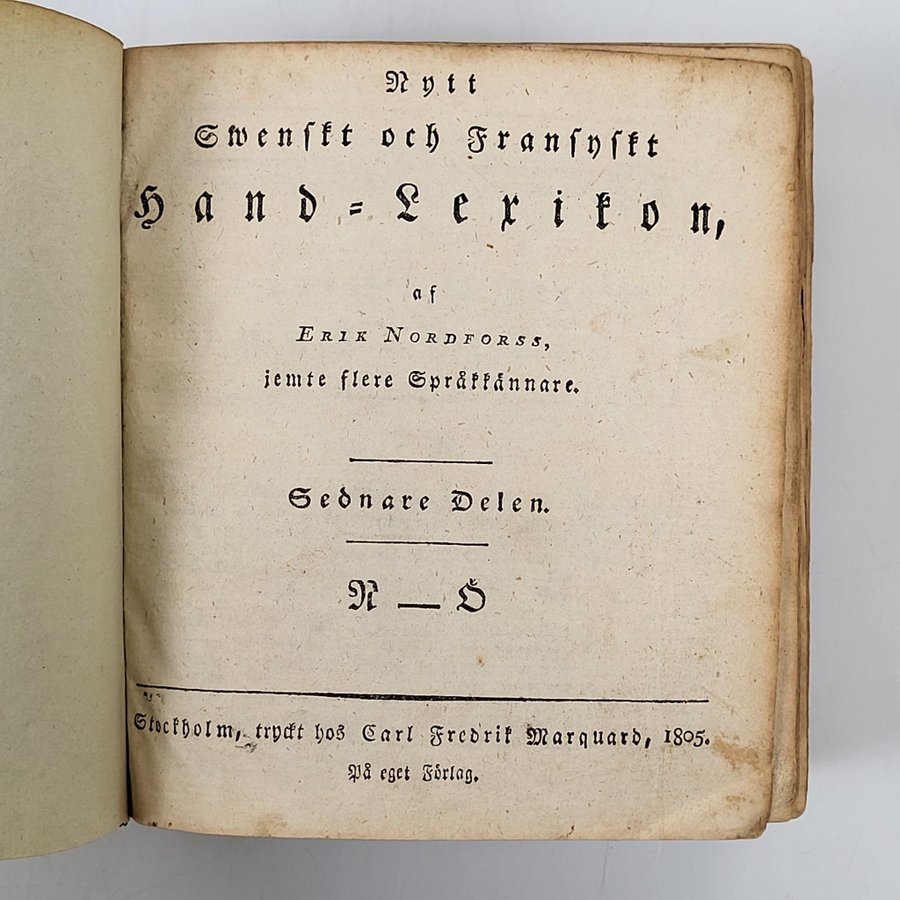 Nytt
Swenskt och Fransyskt
Hand-Lexikon,
af
ERIK NORDFORSS,
jemte flere Språkkännare.
Sednare Delen.
N — Ö
Stockholm, tryckt hos Carl Fredrik Marquard, 1805.
På eget Förlag.